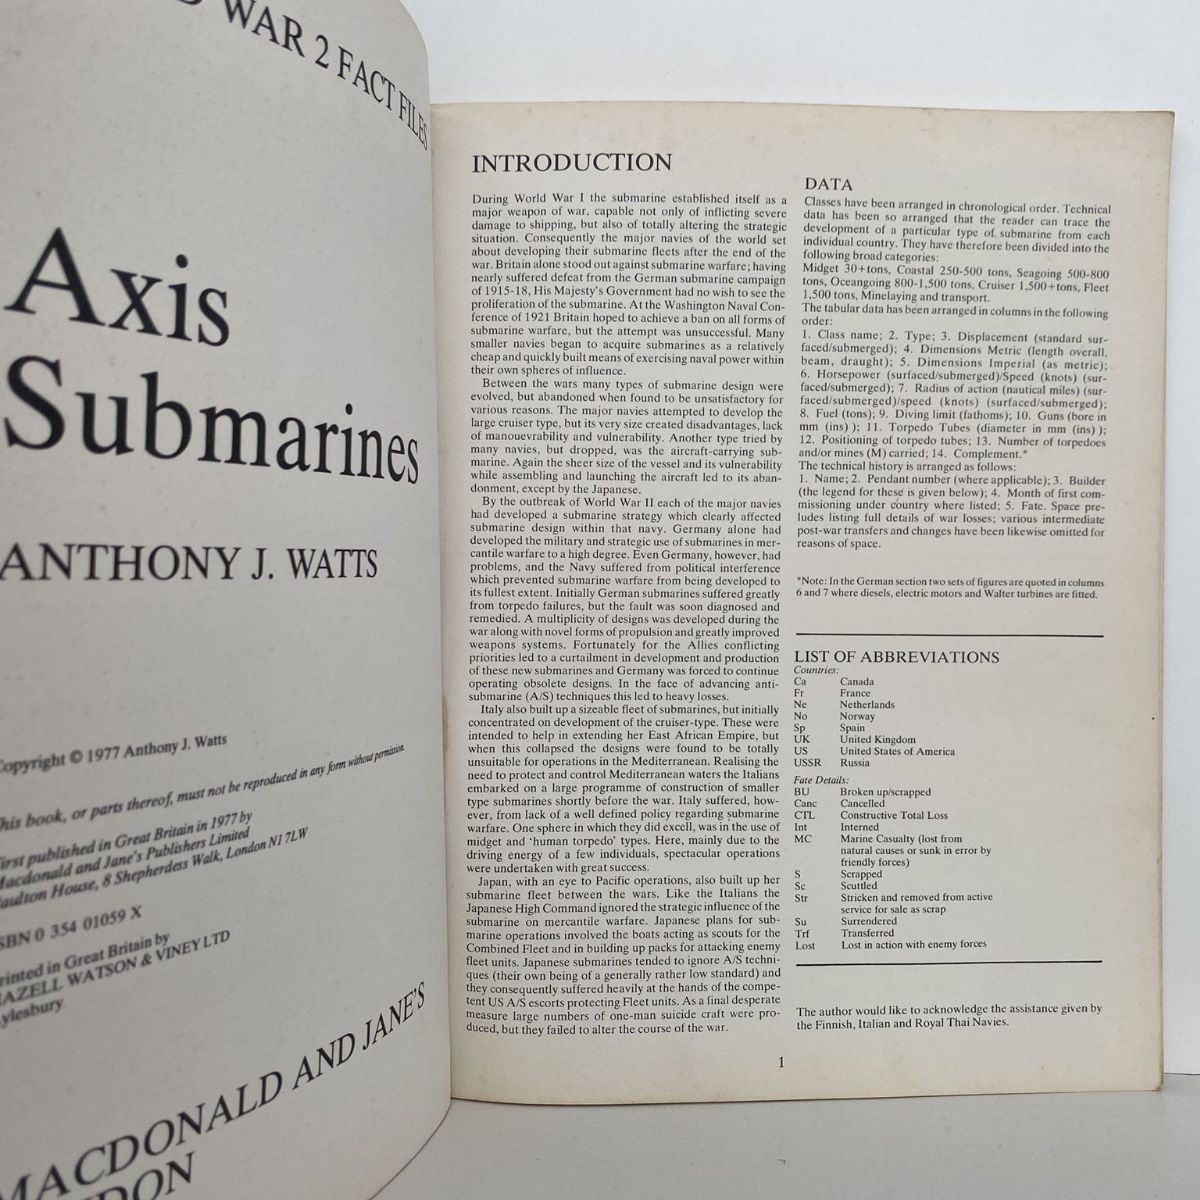 WAR 2 FACT FILES
Axis
Submarines
ANTHONY J. WATTS
Copyright © 1977 Anthony J. Watts
This book, or parts thereof, must not be reproduced in any form without permission.
First published in Great Britain in 1977 by
Macdonald and Jane's Publishers Limited
Paulton House, 8 Shepherdess Walk, London N1 7LW
ISBN 0 354 01059 X
Printed in Great Britain by
HAZELL WATSON & VINEY LTD
Aylesbury
MACDONALD AND JANE'S
INTRODUCTION
During World War I the submarine established itself as a
major weapon of war, capable not only of inflicting severe
damage to shipping, but also of totally altering the strategic
situation. Consequently the major navies of the world set
about developing their submarine fleets after the end of the
war. Britain alone stood out against submarine warfare; having
nearly suffered defeat from the German submarine campaign
of 1915-18, His Majesty's Government had no wish to see the
proliferation of the submarine. At the Washington Naval Con-
ference of 1921 Britain hoped to achieve a ban on all forms of
submarine warfare, but the attempt was unsuccessful. Many
smaller navies began to acquire submarines as a relatively
cheap and quickly built means of exercising naval power within
their own spheres of influence.
Between the wars many types of submarine design were
evolved, but abandoned when found to be unsatisfactory for
various reasons. The major navies attempted to develop the
large cruiser type, but its very size created disadvantages, lack
of manouevrability and vulnerability. Another type tried by
many navies, but dropped, was the aircraft-carrying sub-
marine. Again the sheer size of the vessel and its vulnerability
while assembling and launching the aircraft led to its aban-
donment, except by the Japanese.
By the outbreak of World War II each of the major navies
had developed a submarine strategy which clearly affected
submarine design within that navy. Germany alone had
developed the military and strategic use of submarines in mer-
cantile warfare to a high degree. Even Germany, however, had
problems, and the Navy suffered from political interference
which prevented submarine warfare from being developed to
its fullest extent. Initially German submarines suffered greatly
from torpedo failures, but the fault was soon diagnosed and
remedied. A multiplicity of designs was developed during the
war along with novel forms of propulsion and greatly improved
weapons systems. Fortunately for the Allies conflicting
priorities led to a curtailment in development and production
of these new submarines and Germany was forced to continue
operating obsolete designs. In the face of advancing anti-
submarine (A/S) techniques this led to heavy losses.
Italy also built up a sizeable fleet of submarines, but initially
concentrated on development of the cruiser-type. These were
intended to help in extending her East African Empire, but
when this collapsed the designs were found to be totally
unsuitable for operations in the Mediterranean. Realising the
need to protect and control Mediterranean waters the Italians
embarked on a large programme of construction of smaller
type submarines shortly before the war. Italy suffered, how-
ever, from lack of a well defined policy regarding submarine
warfare. One sphere in which they did excell, was in the use of
midget and 'human torpedo' types. Here, mainly due to the
driving energy of a few individuals, spectacular operations
were undertaken with great success.
Japan, with an eye to Pacific operations, also built up her
submarine fleet between the wars. Like the Italians the
Japanese High Command ignored the strategic influence of the
submarine on mercantile warfare. Japanese plans for sub-
marine operations involved the boats acting as scouts for the
Combined Fleet and in building up packs for attacking enemy
fleet units. Japanese submarines tended to ignore A/S techni-
ques (their own being of a generally rather low standard) and
they consequently suffered heavily at the hands of the compe-
tent US A/S escorts protecting Fleet units. As a final desperate
measure large numbers of one-man suicide craft were pro-
duced, but they failed to alter the course of the war.
DATA
Classes have been arranged in chronological order. Technical
data has been so arranged that the reader can trace the
development of a particular type of submarine from each
individual country. They have therefore been divided into the
following broad categories:
Midget 30+tons, Coastal 250-500 tons, Seagoing 500-800
tons, Oceangoing 800-1,500 tons, Cruiser 1,500+tons, Fleet
1,500 tons, Minelaying and transport.
The tabular data has been arranged in columns in the following
order:
1. Class name; 2. Type; 3. Displacement (standard sur-
faced/submerged); 4. Dimensions Metric (length overall,
beam, draught); 5. Dimensions Imperial (as metric);
6. Horsepower (surfaced/submerged)/Speed (knots) (sur-
faced/submerged); 7. Radius of action (nautical miles) (sur-
faced/submerged)/speed (knots) (surfaced/submerged);
8. Fuel (tons); 9. Diving limit (fathoms); 10. Guns (bore in
mm (ins) ); 11. Torpedo Tubes (diameter in mm (ins) );
12. Positioning of torpedo tubes; 13. Number of torpedoes
and/or mines (M) carried; 14. Complement.*
The technical history is arranged as follows:
1. Name; 2. Pendant number (where applicable); 3. Builder
(the legend for these is given below); 4. Month of first com-
missioning under country where listed; 5. Fate. Space pre-
ludes listing full details of war losses; various intermediate
post-war transfers and changes have been likewise omitted for
reasons of space.
*Note: In the German section two sets of figures are quoted in columns
6 and 7 where diesels, electric motors and Walter turbines are fitted.
LIST OF ABBREVIATIONS
Countries:
Ca Canada
Fr France
Ne Netherlands
No Norway
Sp Spain
UK United Kingdom
US United States of America
USSR Russia
Fate Details:
BU Broken up/scrapped
Canc Cancelled
CTL Constructive Total Loss
Int Interned
MC Marine Casualty (lost from
natural causes or sunk in error by
friendly forces)
S Scrapped
Sc Scuttled
Str Stricken and removed from active
service for sale as scrap
Su Surrendered
Trf Transferred
Lost Lost in action with enemy forces
The author would like to acknowledge the assistance given by
the Finnish, Italian and Royal Thai Navies.
1